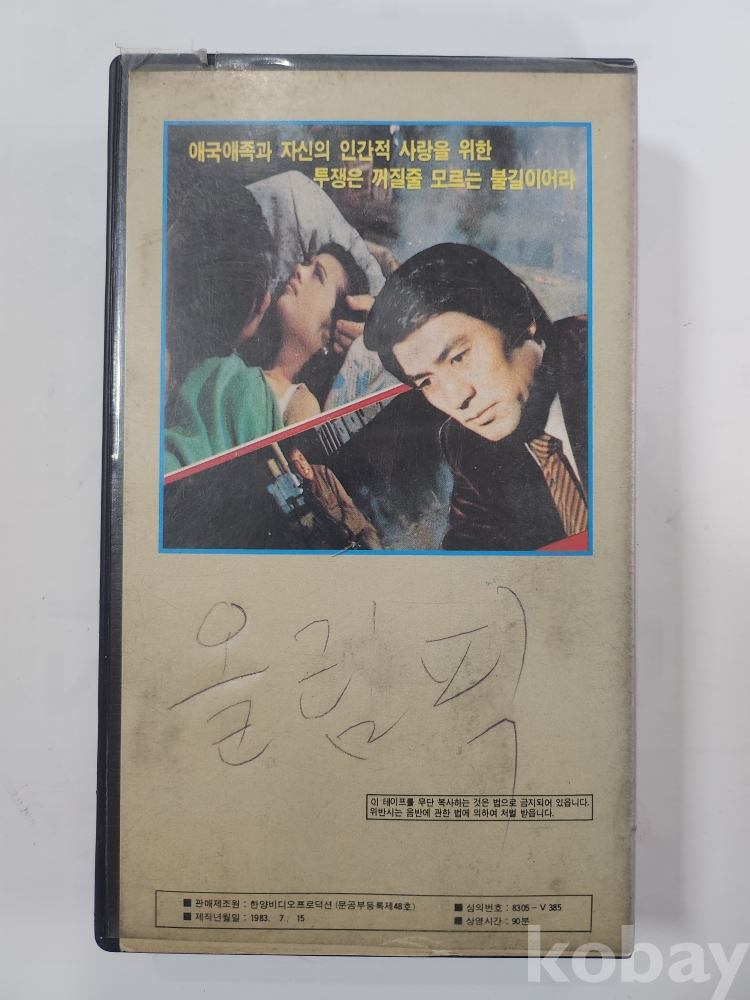 애국애족과 자신의 인간적 사랑을 위한
투쟁은 꺼질줄 모르는 불길이어라
올림픽
이 테이프를 무단 복사하는 것은 법으로 금지되어 있읍니다.
위반시는 음반에 관한 법에 의하여 처벌 받읍니다.
■ 판매제조원 : 한양비디오프로덕션 (문공부등록제48호)
■ 제작년월일 : 1983. 7. 15
■ 심의번호 : 8305-V 385
■ 상영시간 : 90분
kobay